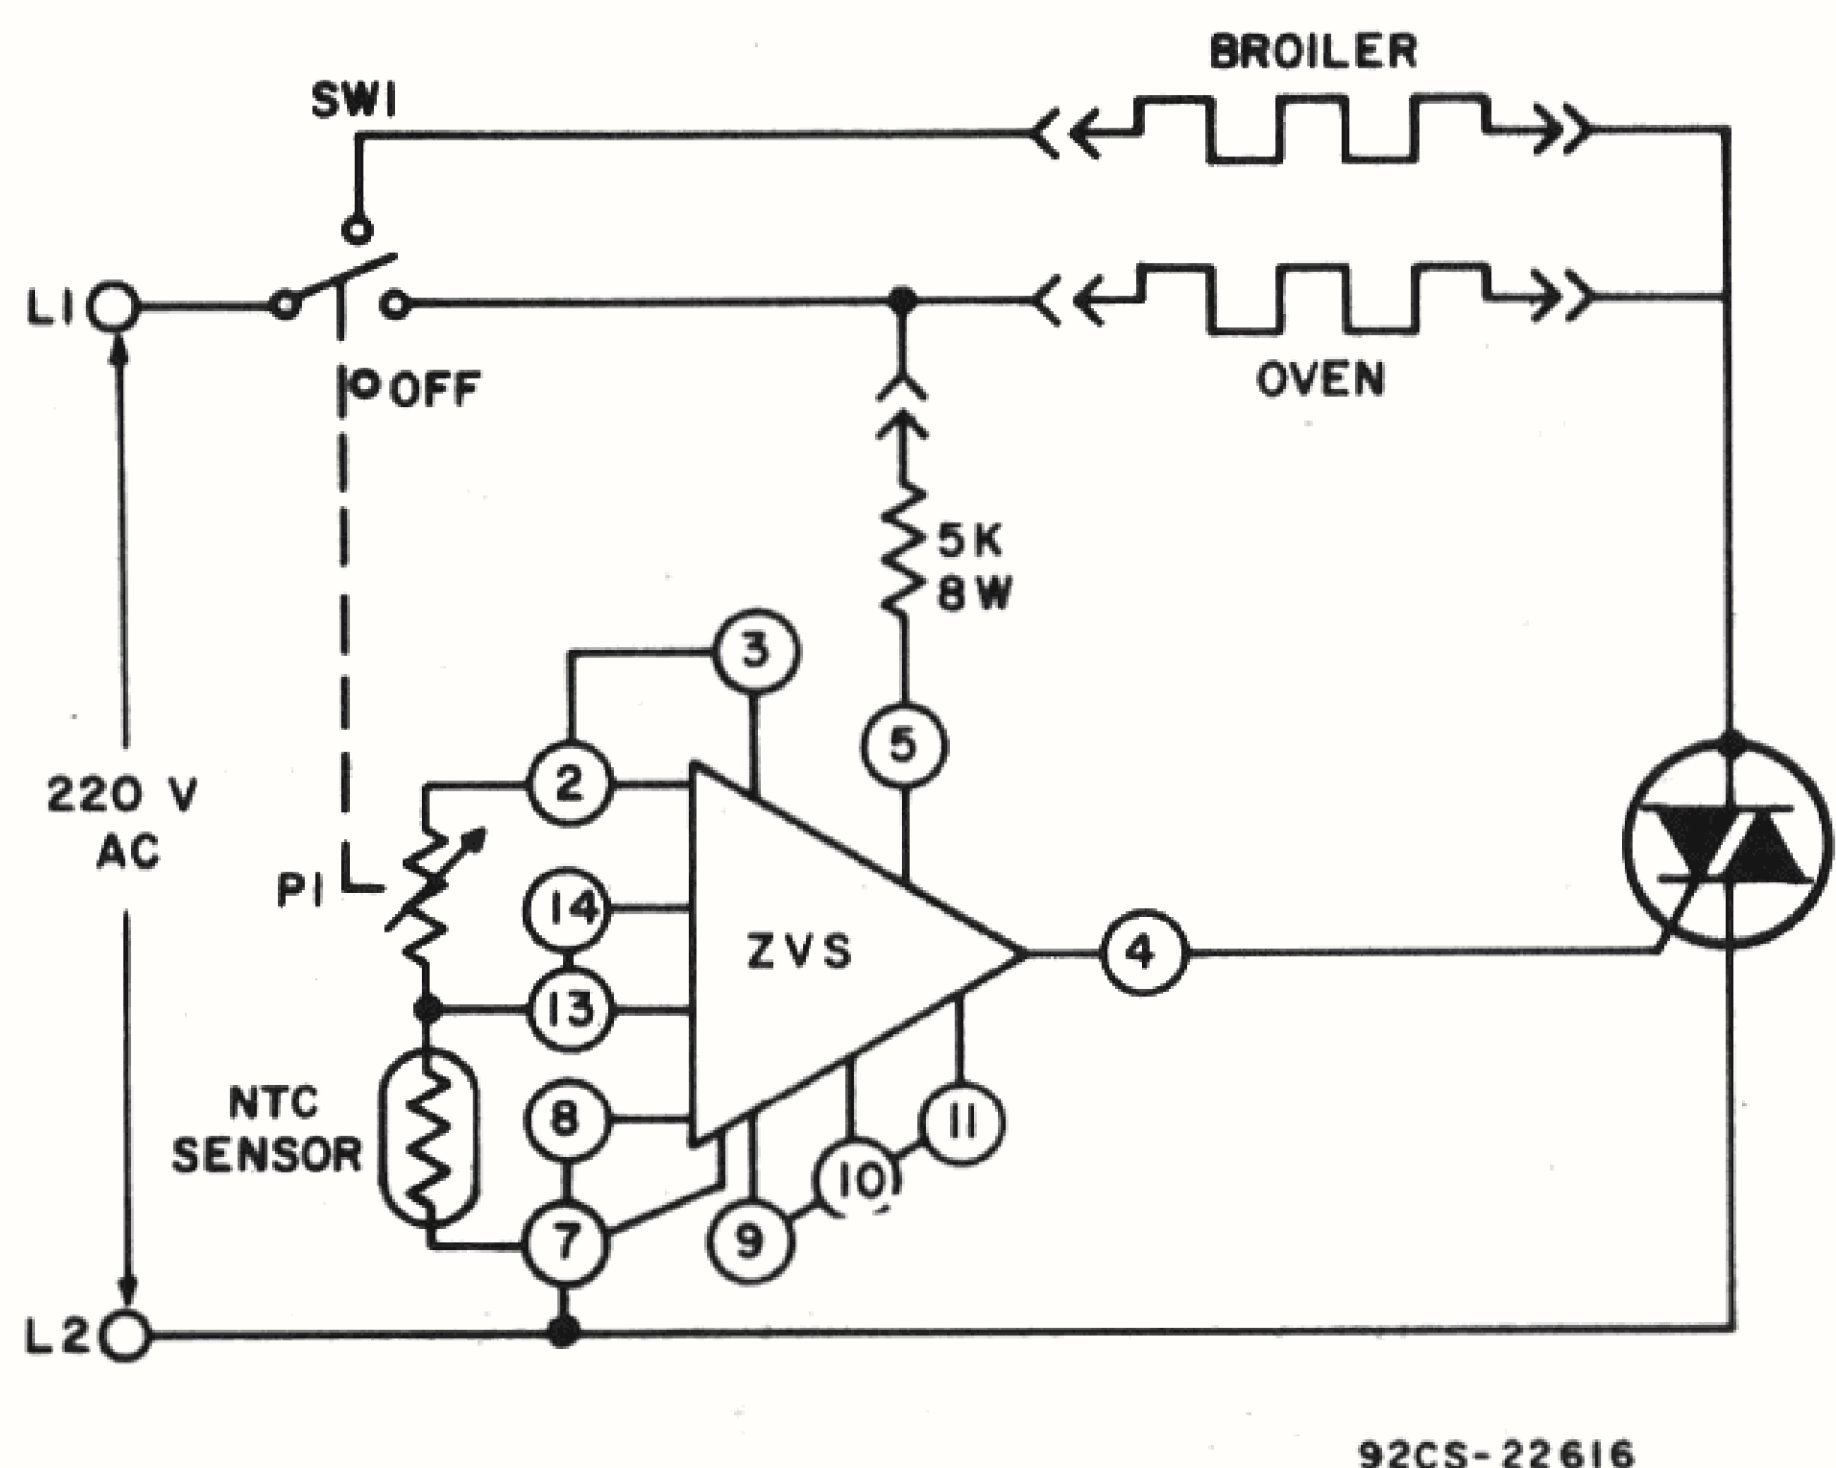 BROILER
SW1
L1
OFF
OVEN
5K
8W
3
5
220 V
AC
2
P1
14
ZVS
4
13
NTC
SENSOR
8
11
10
7
9
L2
92CS-22616